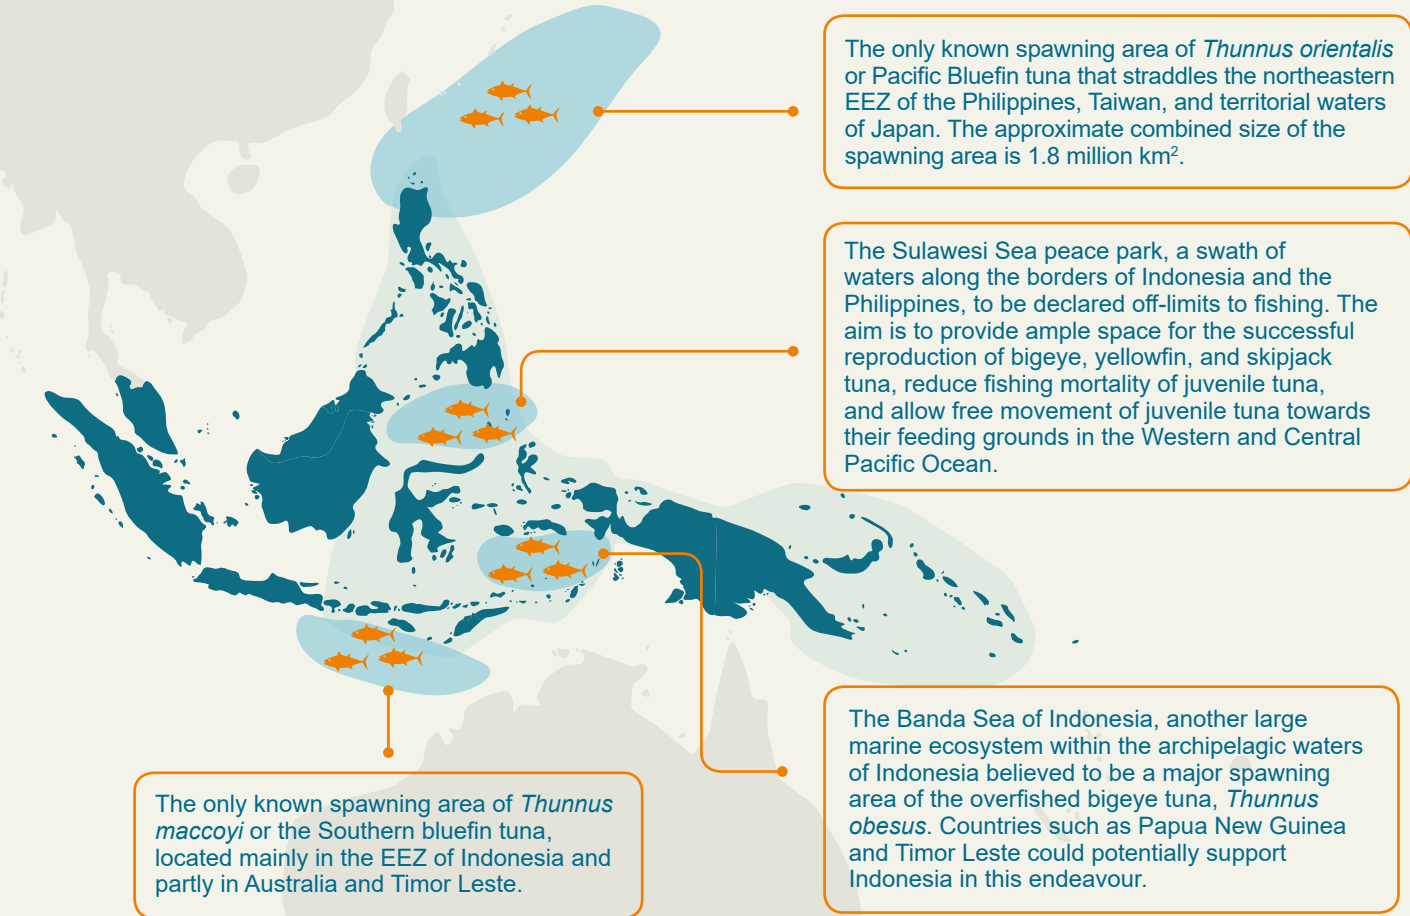 The only known spawning area of Thunnus orientalis
or Pacific Bluefin tuna that straddles the northeastern
EEZ of the Philippines, Taiwan, and territorial waters
of Japan. The approximate combined size of the
spawning area is 1.8 million km².
The Sulawesi Sea peace park, a swath of
waters along the borders of Indonesia and the
Philippines, to be declared off-limits to fishing. The
aim is to provide ample space for the successful
reproduction of bigeye, yellowfin, and skipjack
tuna, reduce fishing mortality of juvenile tuna,
and allow free movement of juvenile tuna towards
their feeding grounds in the Western and Central
Pacific Ocean.
The Banda Sea of Indonesia, another large
marine ecosystem within the archipelagic waters
of Indonesia believed to be a major spawning
area of the overfished bigeye tuna, Thunnus
obesus. Countries such as Papua New Guinea
and Timor Leste could potentially support
Indonesia in this endeavour.
The only known spawning area of Thunnus
maccoyi or the Southern bluefin tuna,
located mainly in the EEZ of Indonesia and
partly in Australia and Timor Leste.